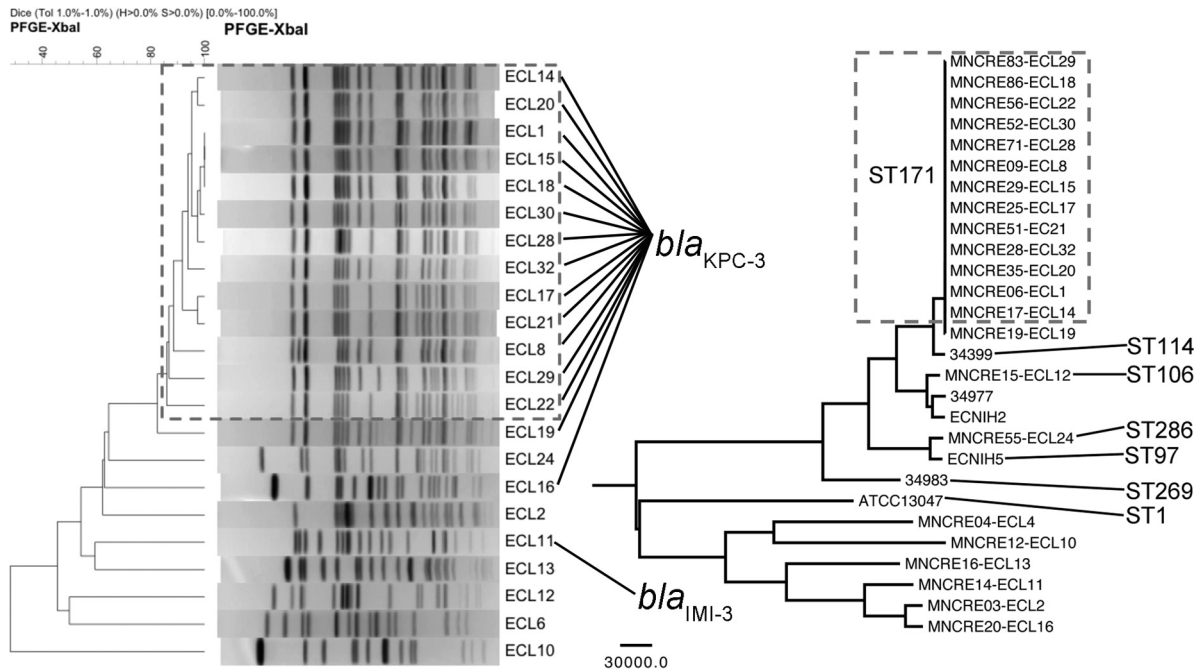 Dice (Tol 1.0%-1.0%) (H>0.0% S>0.0%) [0.0%-100.0%]
PFGE-XbaI
PFGE-XbaI
40
60
80
100
ECL14
ECL20
ECL1
ECL15
ECL18
ECL30
ECL28
ECL32
ECL17
ECL21
ECL8
ECL29
ECL22
ECL19
ECL24
ECL16
ECL2
ECL11
ECL13
ECL12
ECL6
ECL10
blaKPC-3
blaIMI-3
ST171
MNCRE83-ECL29
MNCRE86-ECL18
MNCRE56-ECL22
MNCRE52-ECL30
MNCRE71-ECL28
MNCRE09-ECL8
MNCRE29-ECL15
MNCRE25-ECL17
MNCRE51-EC21
MNCRE28-ECL32
MNCRE35-ECL20
MNCRE06-ECL1
MNCRE17-ECL14
MNCRE19-ECL19
34399
ST114
MNCRE15-ECL12
ST106
34977
ECNIH2
MNCRE55-ECL24
ST286
ECNIH5
ST97
34983
ST269
ATCC13047
ST1
MNCRE04-ECL4
MNCRE12-ECL10
MNCRE16-ECL13
MNCRE14-ECL11
MNCRE03-ECL2
MNCRE20-ECL16
30000.0